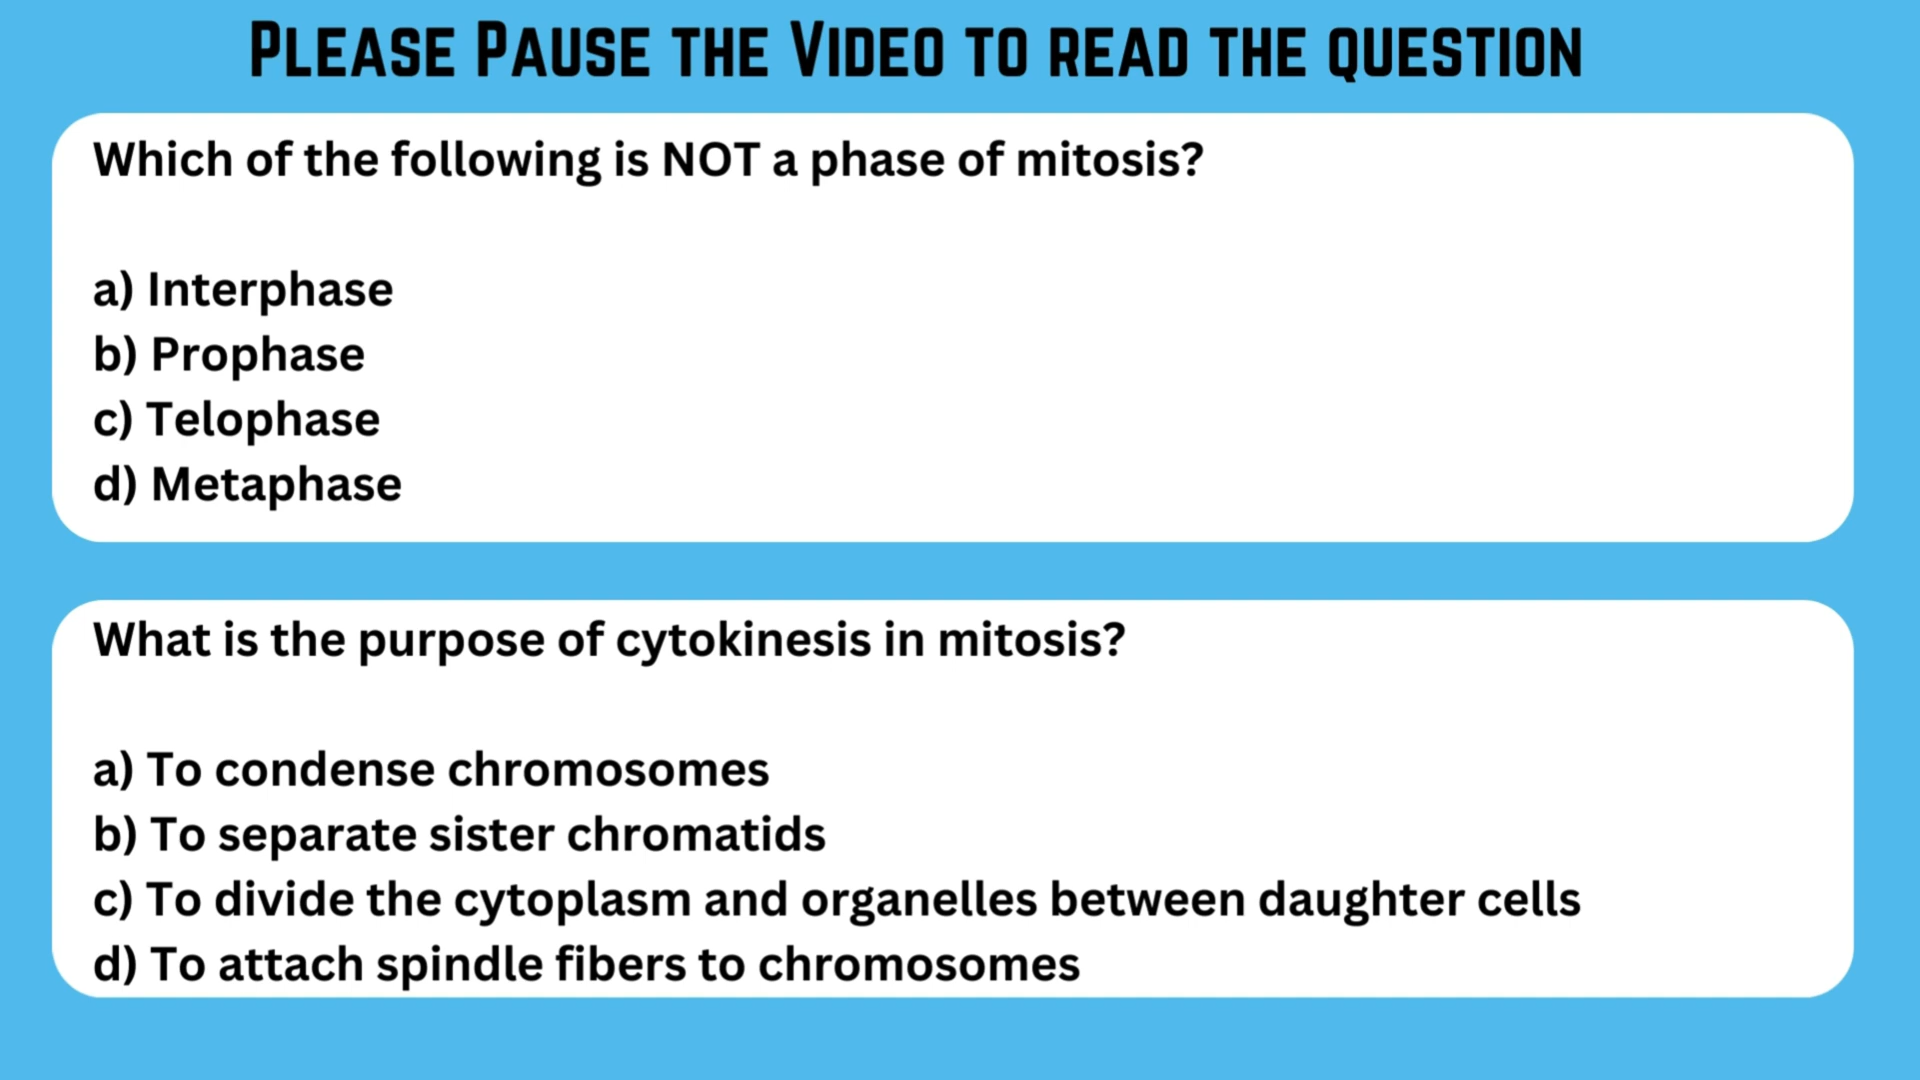 Please Pause the Video to read the question
Which of the following is NOT a phase of mitosis?
a) Interphase
b) Prophase
c) Telophase
d) Metaphase
What is the purpose of cytokinesis in mitosis?
a) To condense chromosomes
b) To separate sister chromatids
c) To divide the cytoplasm and organelles between daughter cells
d) To attach spindle fibers to chromosomes